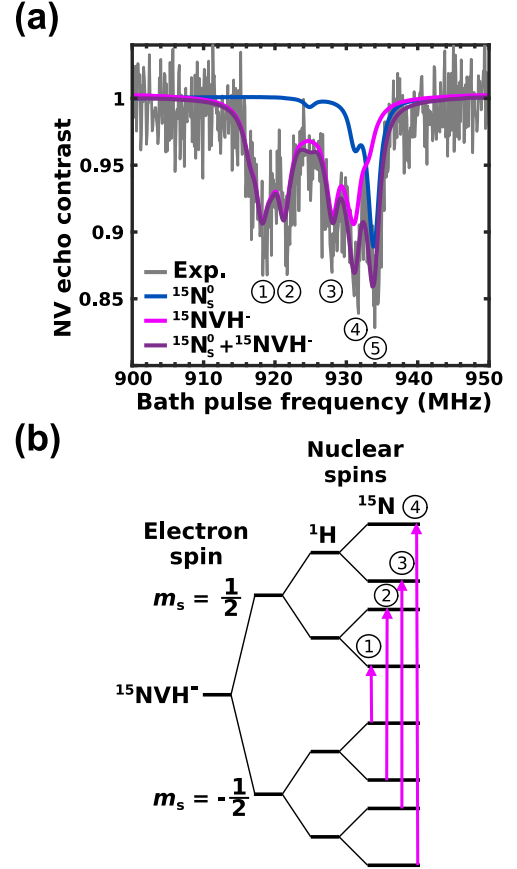 (a)
NV echo contrast
1
0.95
0.9
0.85
0.8
Exp.
¹⁵Nₛ⁰
¹⁵NVH⁻
¹⁵Nₛ⁰+¹⁵NVH⁻
① ② ③ ④ ⑤
900 910 920 930 940 950
Bath pulse frequency (MHz)
(b)
Nuclear
spins
¹⁵N ④
Electron
spin
¹H
③
②
mₛ = 1/2
①
¹⁵NVH⁻
mₛ = -1/2